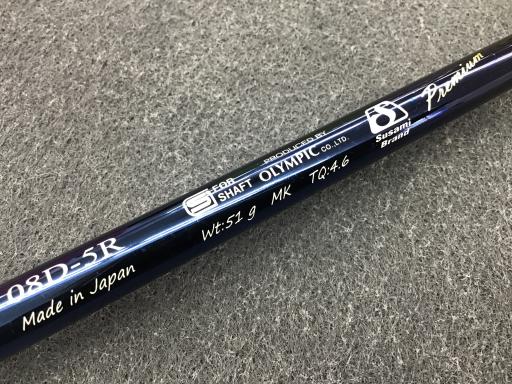 08D-5R
Made in Japan
S FOR SHAFT
PRODUCED BY
OLYMPIC CO.,LTD.
Wt:51 g MK TQ:4.6
Susami
Brand
Premium